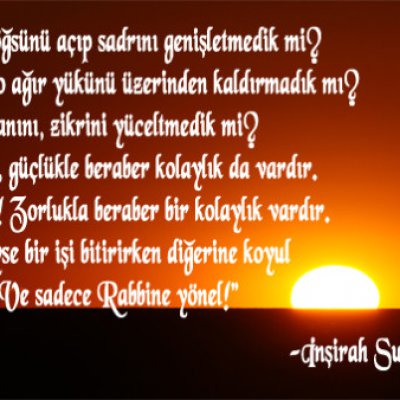 öğsünü açıp sadrını genişletmedik mi?
ağır yükünü üzerinden kaldırmadık mı?
anını, zikrini yüceltmedik mi?
, güçlükle beraber kolaylık da vardır.
! Zorlukla beraber bir kolaylık vardır.
se bir işi bitirirken diğerine koyul
Ve sadece Rabbine yönel!"
-İnşirah Su